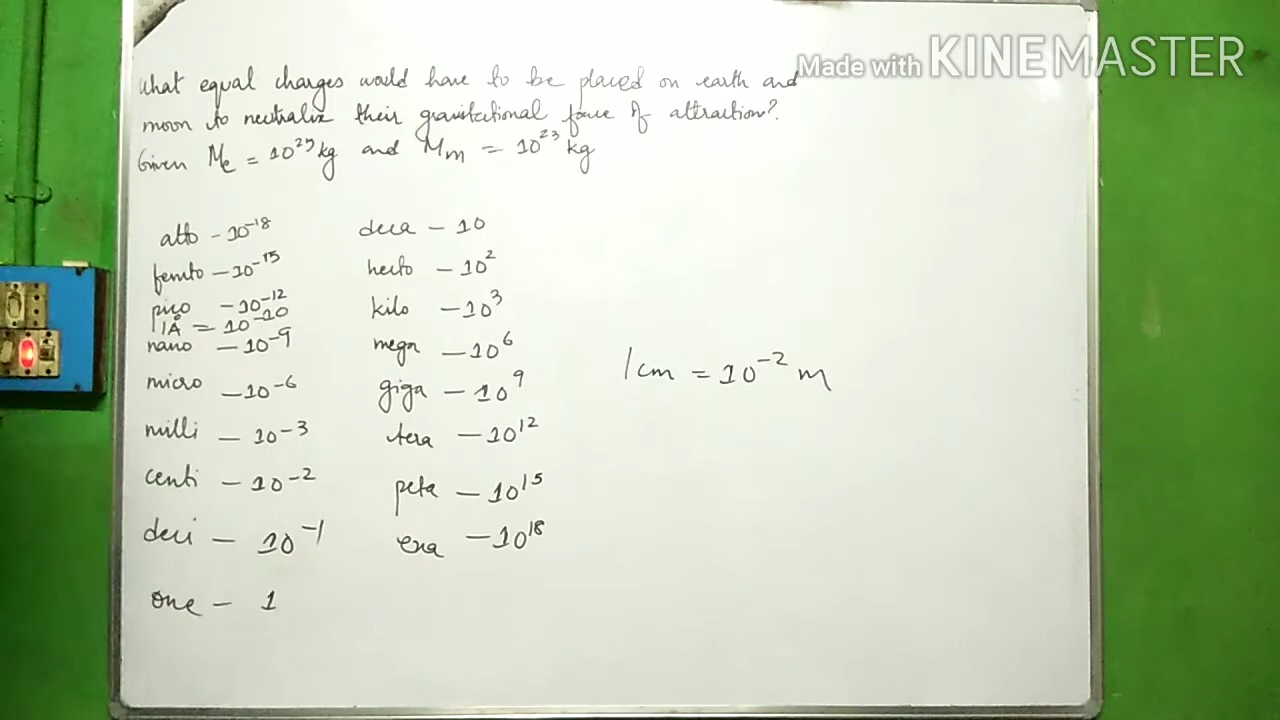 Made with KINEMASTER
What equal charges would have to be placed on earth and
moon to neutralize their gravitational force of attraction?
Given Me = 10^25 kg and Mm = 10^23 kg
atto - 10^-18
femto - 10^-15
pico - 10^-12
1Å = 10^-10
nano - 10^-9
micro - 10^-6
milli - 10^-3
centi - 10^-2
deci - 10^-1
one - 1
deca - 10
hecto - 10^2
kilo - 10^3
mega - 10^6
giga - 10^9
tera - 10^12
peta - 10^15
exa - 10^18
1cm = 10^-2 m